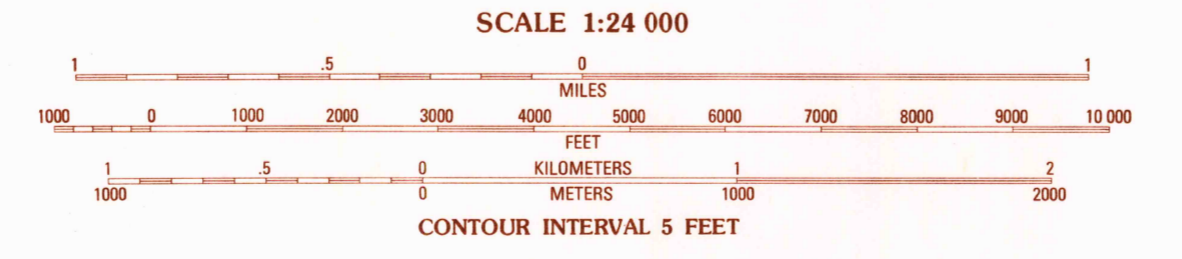 SCALE 1:24 000
1 .5 0 1
MILES
1000 0 1000 2000 3000 4000 5000 6000 7000 8000 9000 10 000
FEET
1 .5 0 KILOMETERS 1 2
1000 0 METERS 1000 2000
CONTOUR INTERVAL 5 FEET